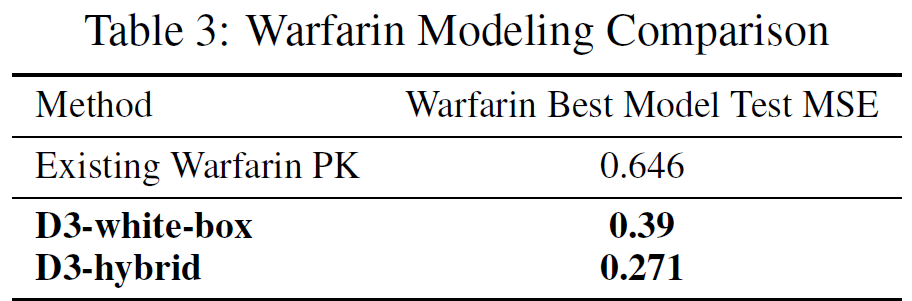 Table 3: Warfarin Modeling Comparison
Method Warfarin Best Model Test MSE
Existing Warfarin PK 0.646
D3-white-box 0.39
D3-hybrid 0.271